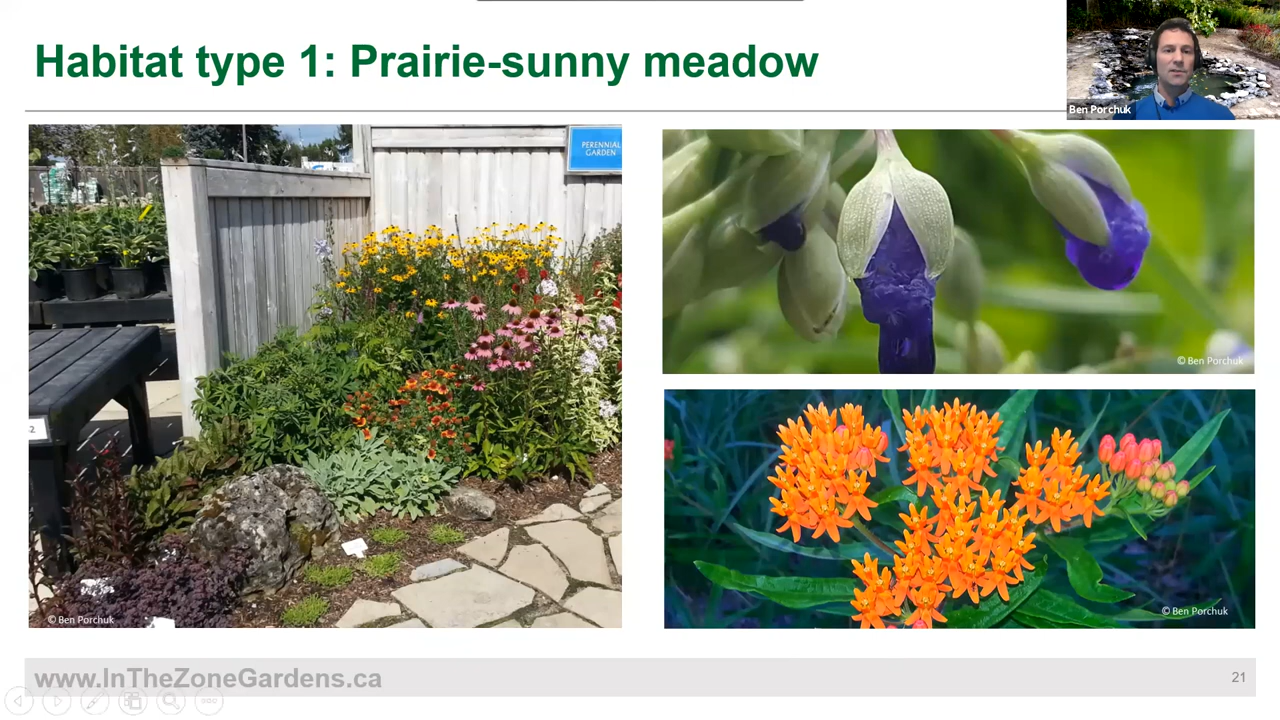 Habitat type 1: Prairie-sunny meadow
Ben Porchuk
PERENNIAL
GARDEN
© Ben Porchuk
32
© Ben Porchuk
© Ben Porchuk
www.InTheZoneGardens.ca
21